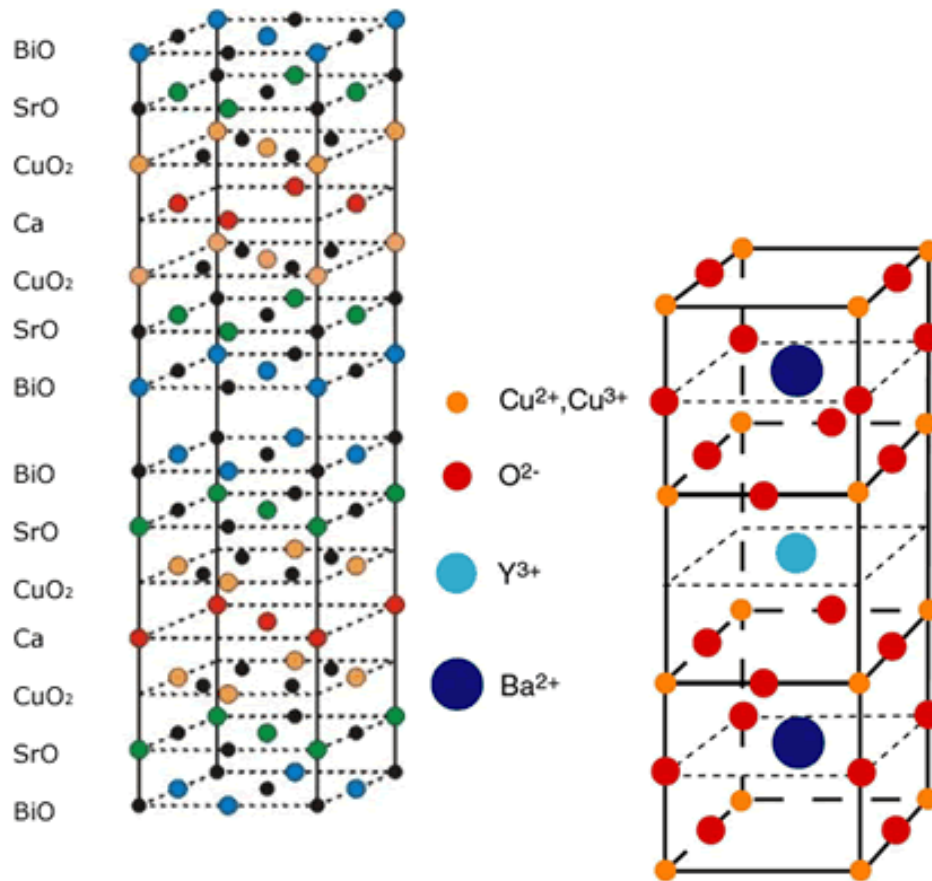 BiO
SrO
CuO₂
Ca
CuO₂
SrO
BiO
BiO
SrO
CuO₂
Ca
CuO₂
SrO
BiO
Cu²⁺,Cu³⁺
O²⁻
Y³⁺
Ba²⁺